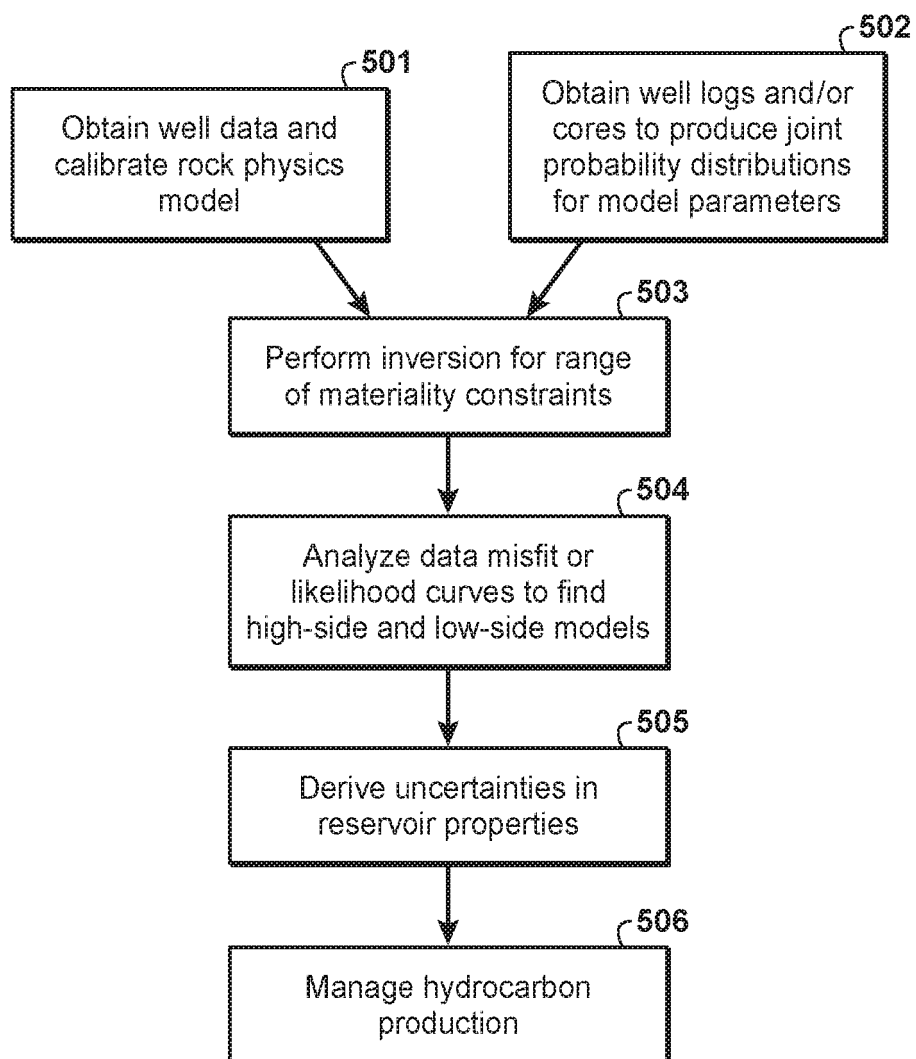 501
Obtain well data and
calibrate rock physics
model
502
Obtain well logs and/or
cores to produce joint
probability distributions
for model parameters
503
Perform inversion for range
of materiality constraints
504
Analyze data misfit or
likelihood curves to find
high-side and low-side models
505
Derive uncertainties in
reservoir properties
506
Manage hydrocarbon
production